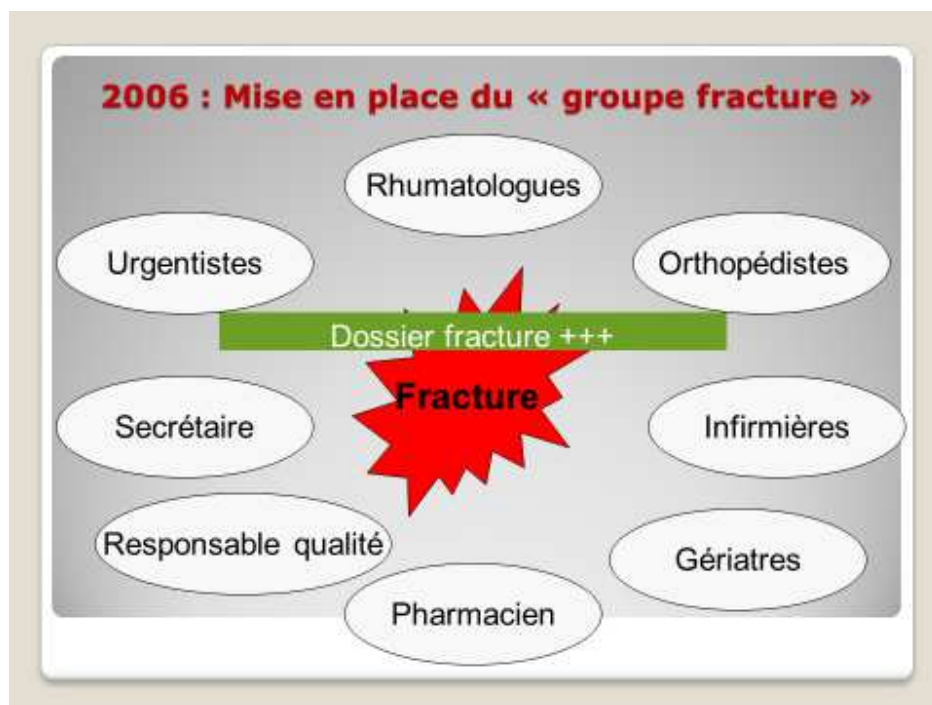 2006 : Mise en place du « groupe fracture »
Rhumatologues
Urgentistes
Orthopédistes
Dossier fracture +++
Fracture
Secrétaire
Infirmières
Responsable qualité
Gériatres
Pharmacien